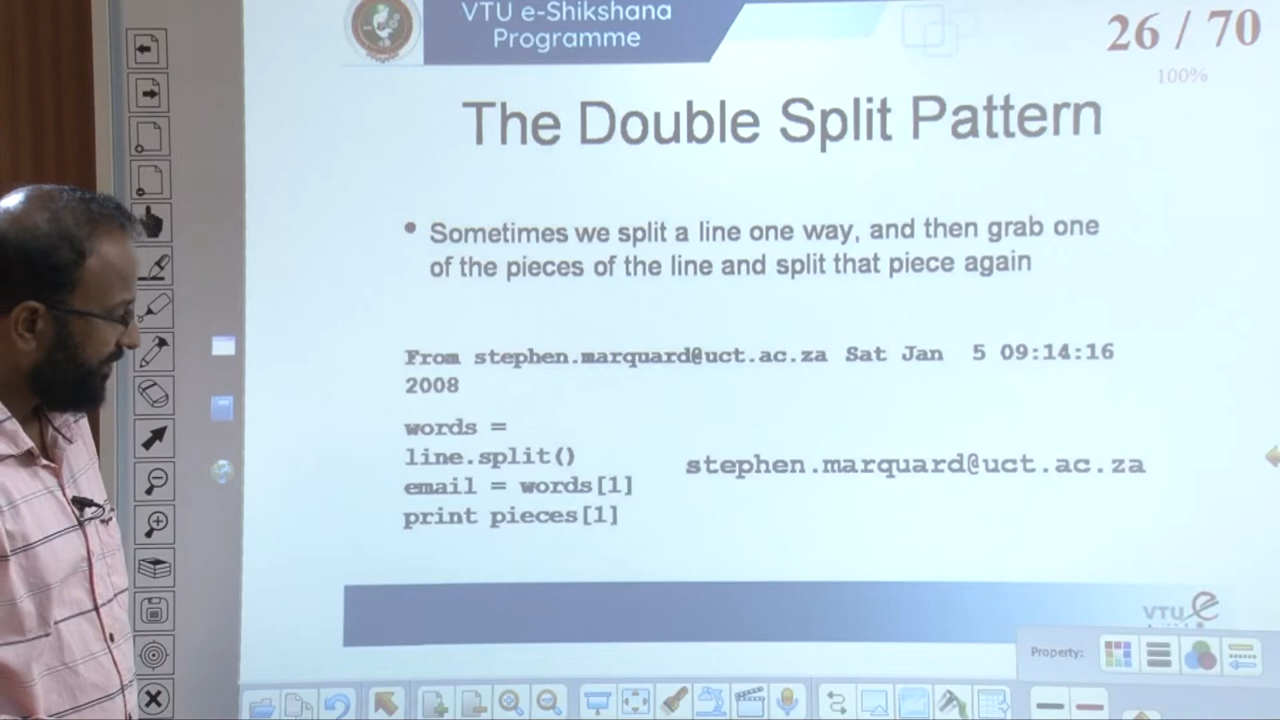 VTU e-Shikshana
Programme
26 / 70
100%
The Double Split Pattern
• Sometimes we split a line one way, and then grab one
of the pieces of the line and split that piece again
From stephen.marquard@uct.ac.za Sat Jan 5 09:14:16
2008
words =
line.split()
email = words[1]
print pieces[1]
stephen.marquard@uct.ac.za
VTU e
Property: